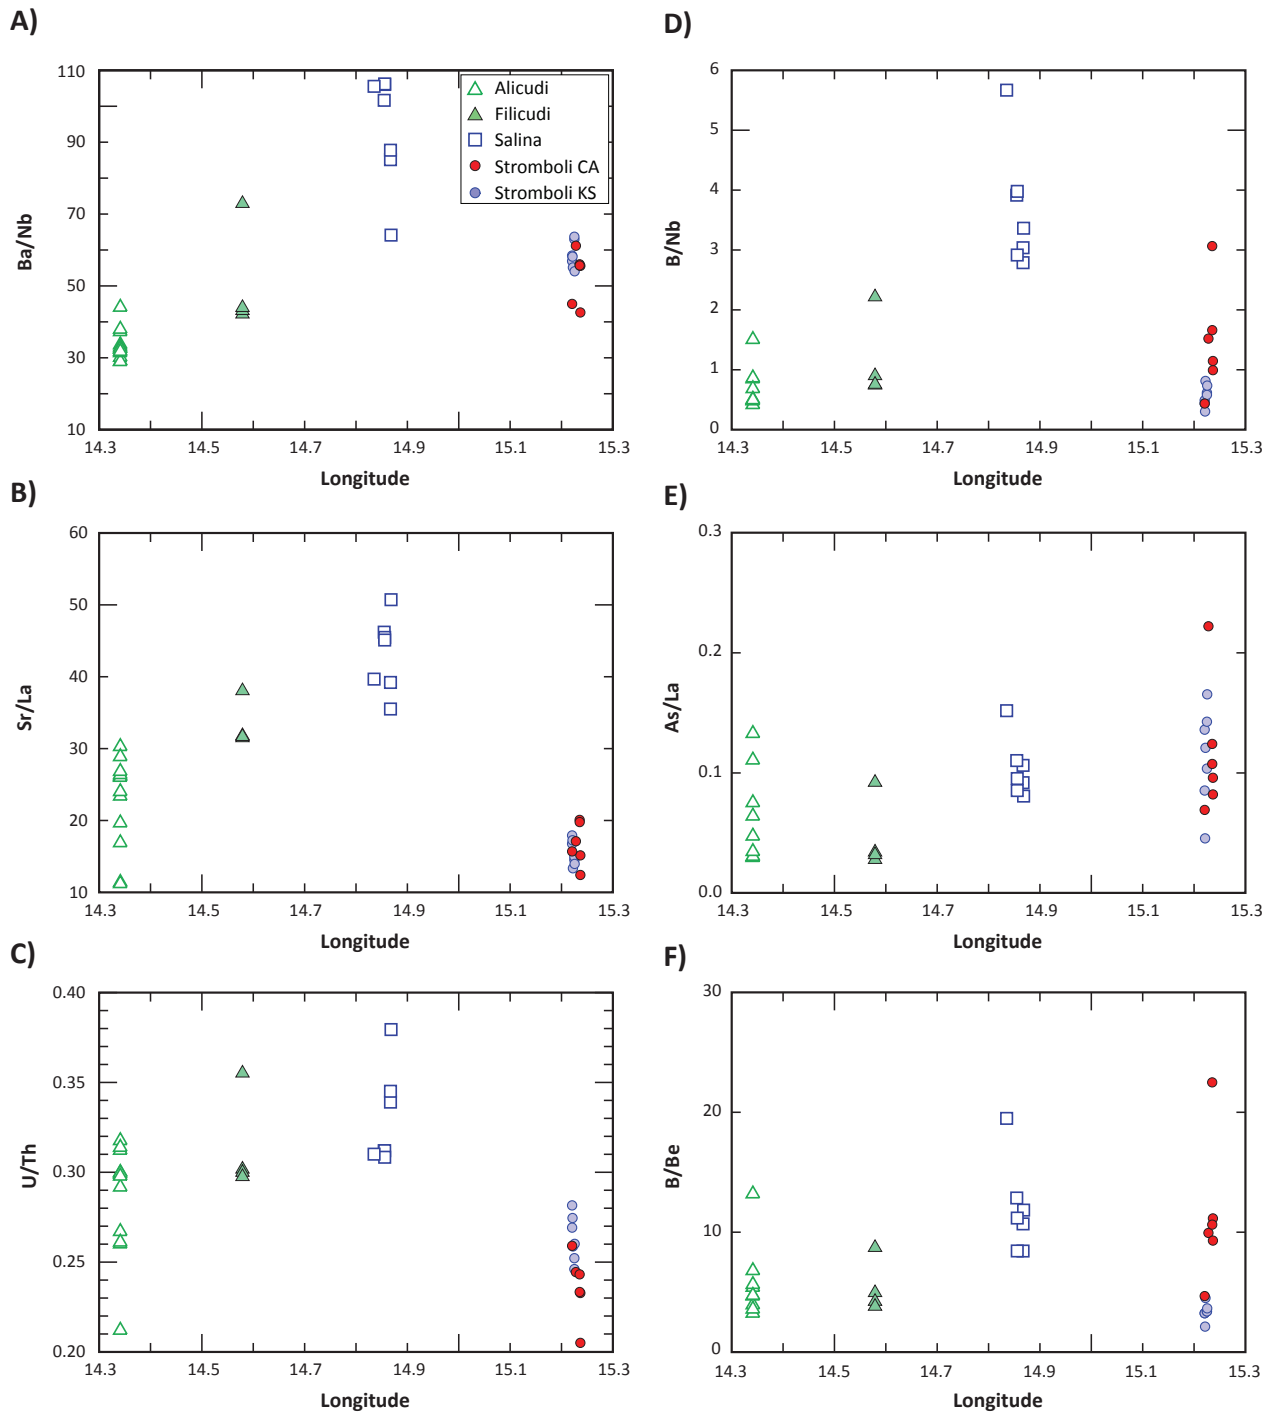 A)
110
90
70
50
30
10
Ba/Nb
14.3 14.5 14.7 14.9 15.1 15.3
Longitude
Alicudi
Filicudi
Salina
Stromboli CA
Stromboli KS
B)
60
50
40
30
20
10
Sr/La
14.3 14.5 14.7 14.9 15.1 15.3
Longitude
C)
0.40
0.35
0.30
0.25
0.20
U/Th
14.3 14.5 14.7 14.9 15.1 15.3
Longitude
D)
6
5
4
3
2
1
0
B/Nb
14.3 14.5 14.7 14.9 15.1 15.3
Longitude
E)
0.3
0.2
0.1
0.0
As/La
14.3 14.5 14.7 14.9 15.1 15.3
Longitude
F)
30
20
10
0
B/Be
14.3 14.5 14.7 14.9 15.1 15.3
Longitude